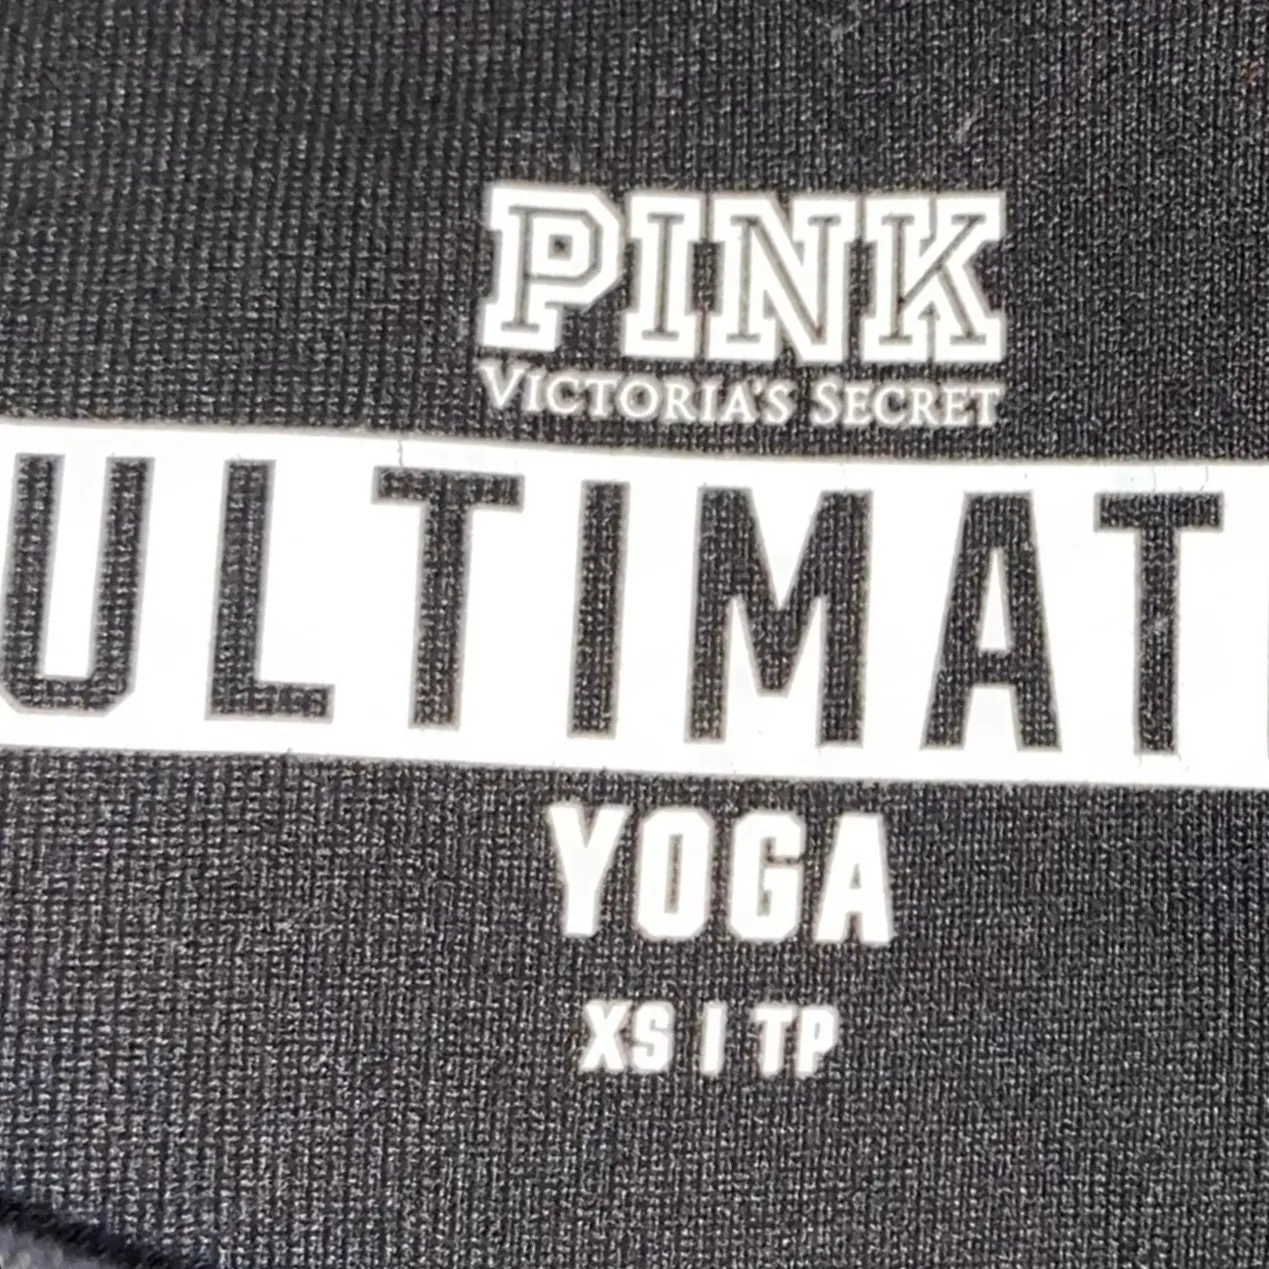 PINK
VICTORIA'S SECRET
ULTIMAT
YOGA
XS | TP